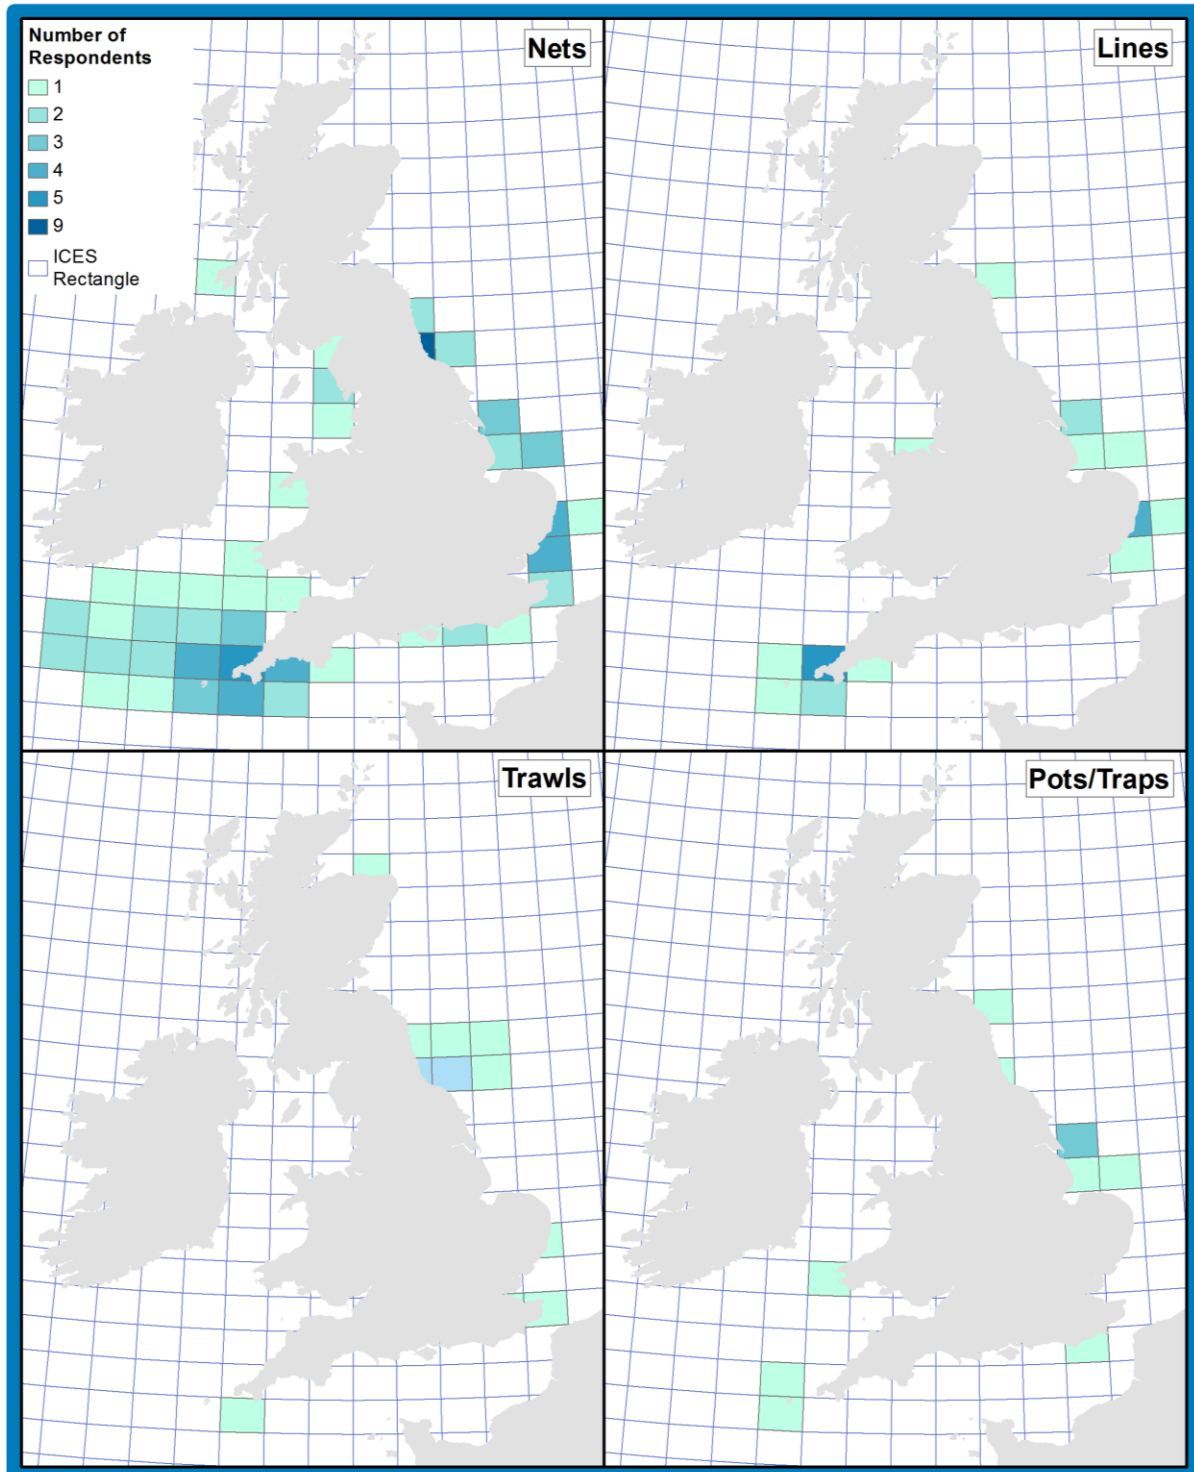 Number of
Respondents
1
2
3
4
5
9
ICES
Rectangle
Nets
Lines
Trawls
Pots/Traps